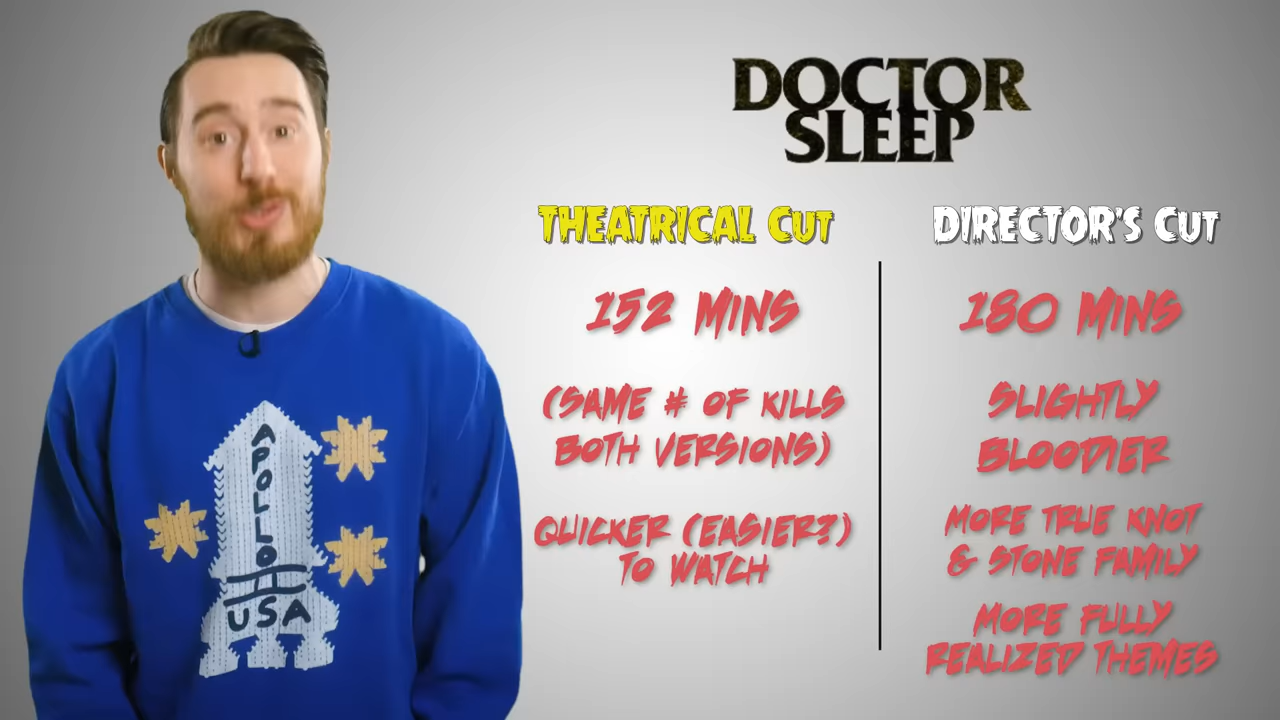 DOCTOR
SLEEP
THEATRICAL CUT
152 MINS
(SAME # OF KILLS
BOTH VERSIONS)
QUICKER (EASIER?)
TO WATCH
DIRECTOR'S CUT
180 MINS
SLIGHTLY
BLOODIER
MORE TRUE KNOT
& STONE FAMILY
MORE FULLY
REALIZED THEMES
APOLLO
11
USA